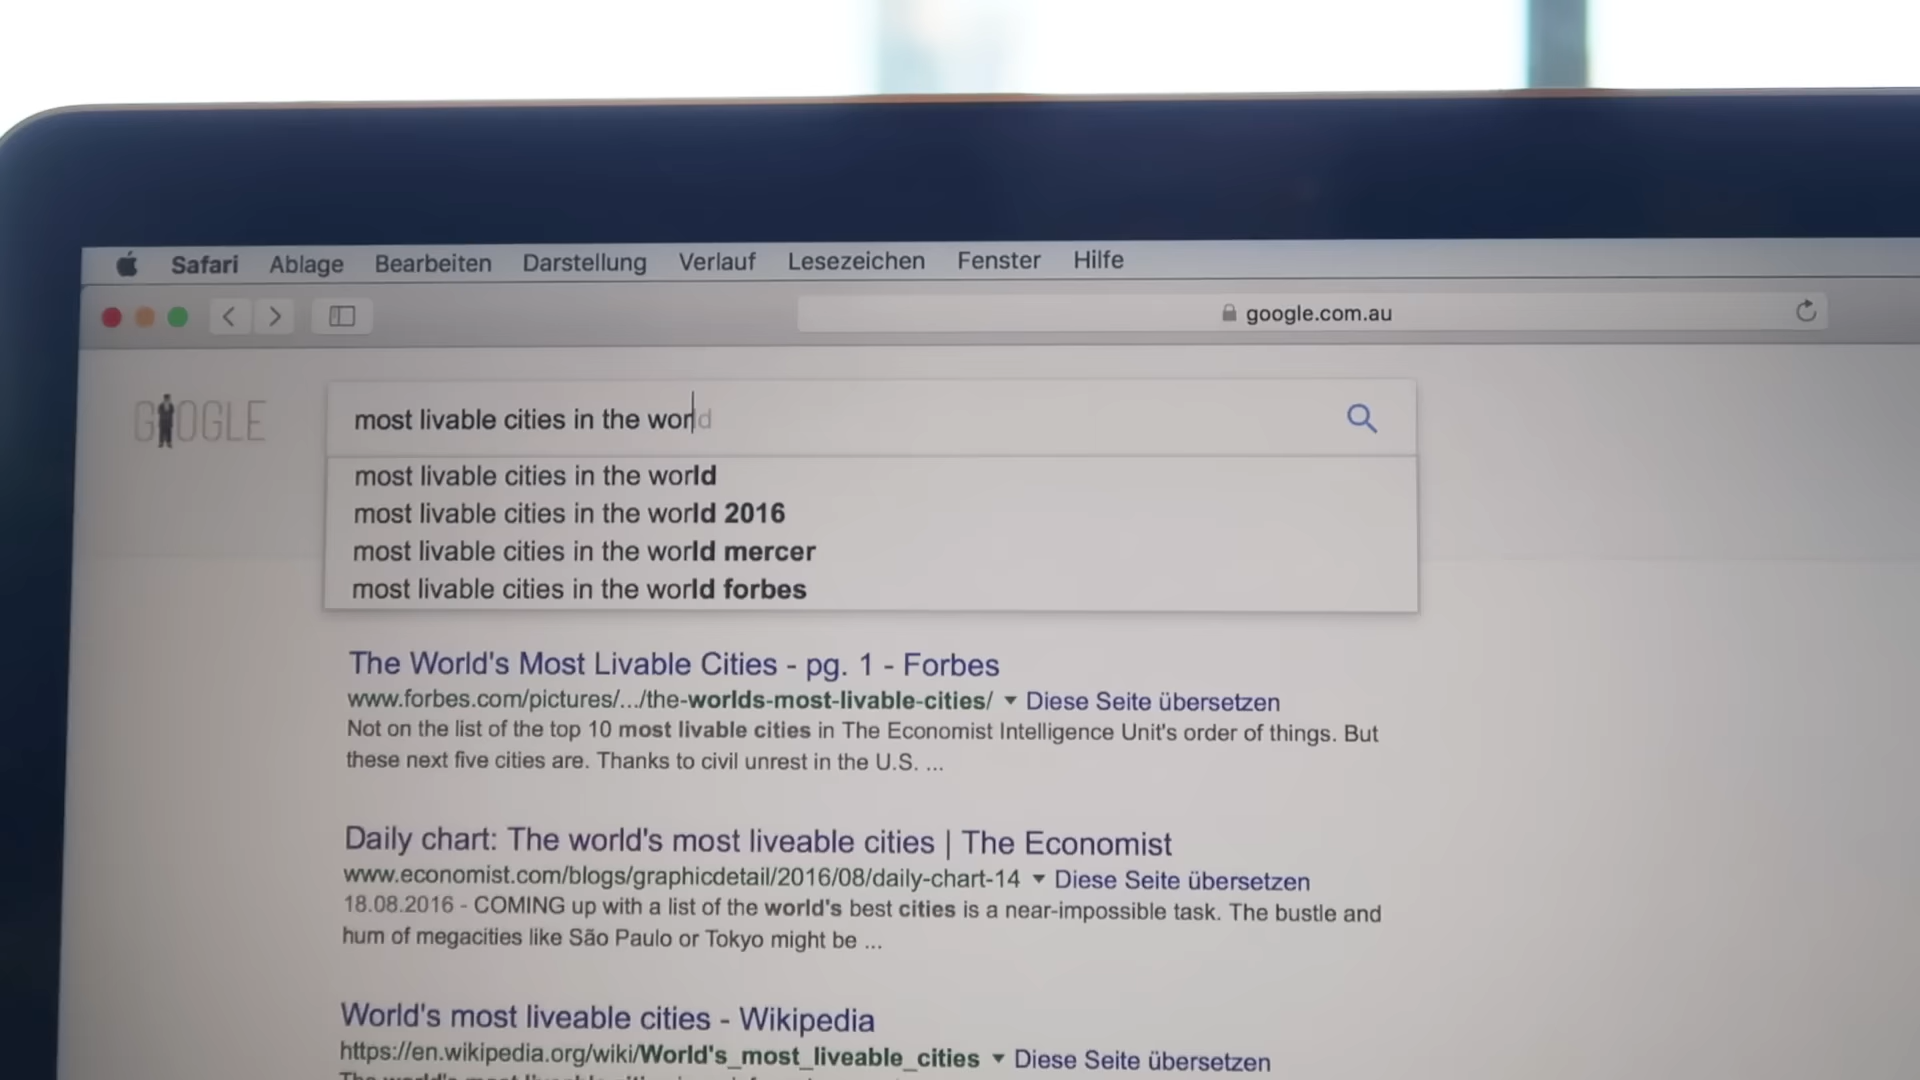 Safari Ablage Bearbeiten Darstellung Verlauf Lesezeichen Fenster Hilfe
google.com.au
GOOGLE
most livable cities in the world
most livable cities in the world
most livable cities in the world 2016
most livable cities in the world mercer
most livable cities in the world forbes
The World's Most Livable Cities - pg. 1 - Forbes
www.forbes.com/pictures/.../the-worlds-most-livable-cities/ ▼ Diese Seite übersetzen
Not on the list of the top 10 most livable cities in The Economist Intelligence Unit's order of things. But
these next five cities are. Thanks to civil unrest in the U.S. ...
Daily chart: The world's most liveable cities | The Economist
www.economist.com/blogs/graphicdetail/2016/08/daily-chart-14 ▼ Diese Seite übersetzen
18.08.2016 - COMING up with a list of the world's best cities is a near-impossible task. The bustle and
hum of megacities like São Paulo or Tokyo might be ...
World's most liveable cities - Wikipedia
https://en.wikipedia.org/wiki/World's_most_liveable_cities ▼ Diese Seite übersetzen